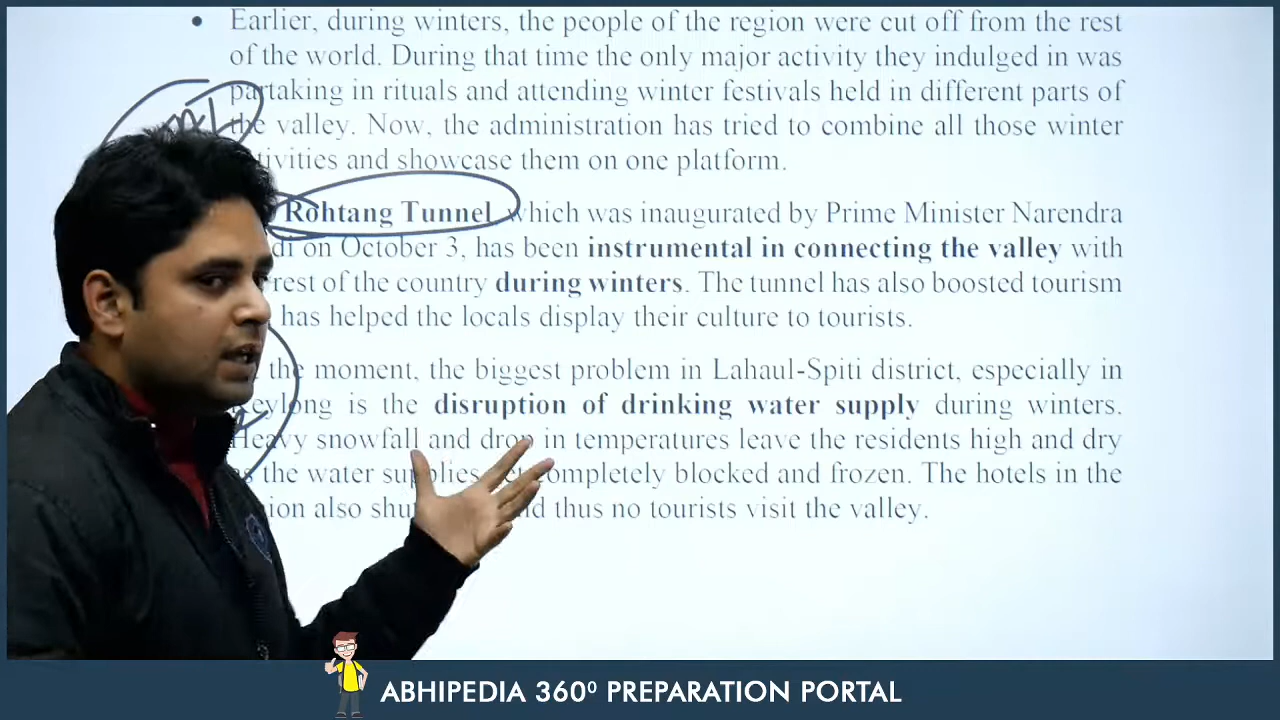 Earlier, during winters, the people of the region were cut off from the rest
of the world. During that time the only major activity they indulged in was
partaking in rituals and attending winter festivals held in different parts of
the valley. Now, the administration has tried to combine all those winter
and showcase them on one platform.
Rohtang Tunnel, which was inaugurated by Prime Minister Narendra
on October 3, has been instrumental in connecting the valley with
rest of the country during winters. The tunnel has also boosted tourism
has helped the locals display their culture to tourists.
the moment, the biggest problem in Lahaul-Spiti district, especially in
is the disruption of drinking water supply during winters.
Heavy snowfall and drop in temperatures leave the residents high and dry
the water supplies completely blocked and frozen. The hotels in the
also thus no tourists visit the valley.
ABHIPEDIA 360⁰ PREPARATION PORTAL